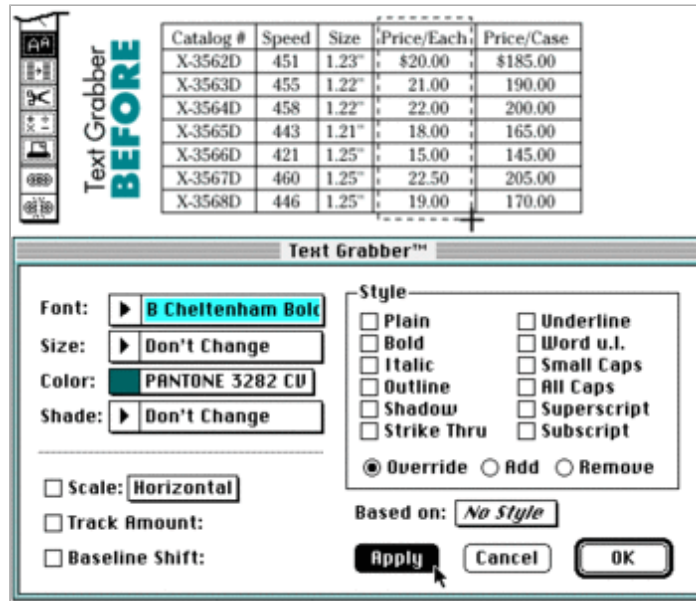 AA
Text Grabber
BEFORE
Catalog # Speed Size Price/Each Price/Case
X-3562D 451 1.23" $20.00 $185.00
X-3563D 455 1.22" 21.00 190.00
X-3564D 458 1.22" 22.00 200.00
X-3565D 443 1.21" 18.00 165.00
X-3566D 421 1.25" 15.00 145.00
X-3567D 460 1.25" 22.50 205.00
X-3568D 446 1.25" 19.00 170.00
Text Grabber™
Font: B Cheltenham Bold
Size: Don't Change
Color: PANTONE 3282 CV
Shade: Don't Change
Scale: Horizontal
Track Amount:
Baseline Shift:
Style
Plain Underline
Bold Word u.l.
Italic Small Caps
Outline All Caps
Shadow Superscript
Strike Thru Subscript
Override Add Remove
Based on: No Style
Apply Cancel OK